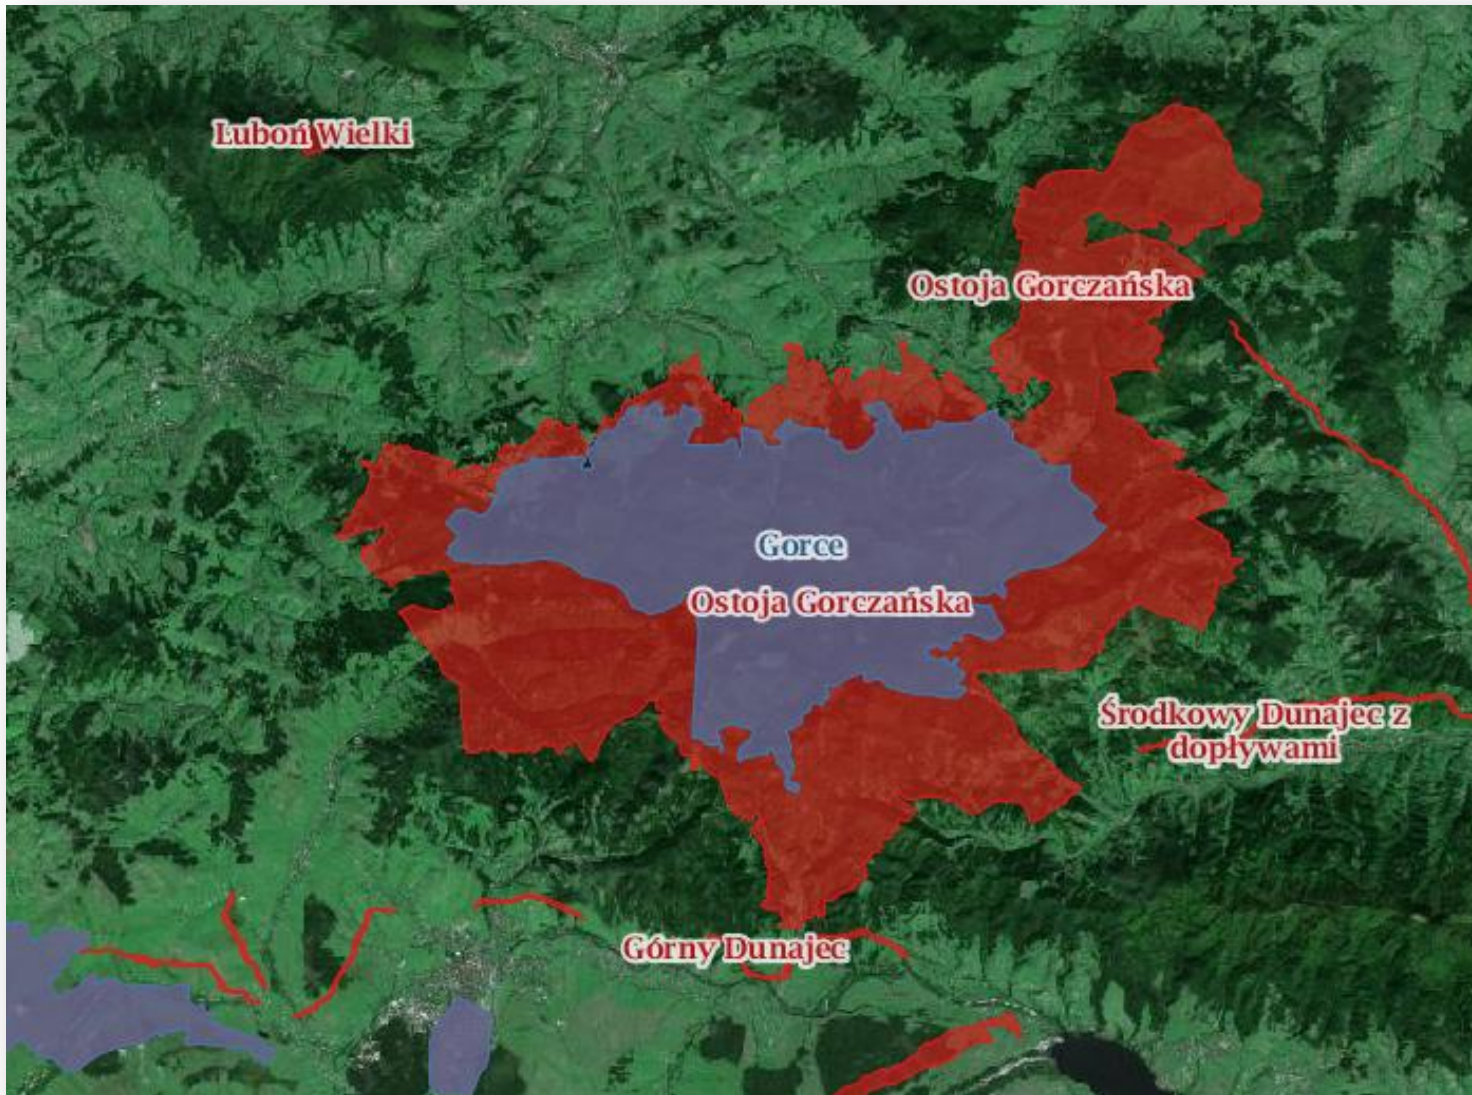 Luboń Wielki
Ostoja Gorczańska
Gorce
Ostoja Gorczańska
Środkowy Dunajec z
dopływami
Górny Dunajec